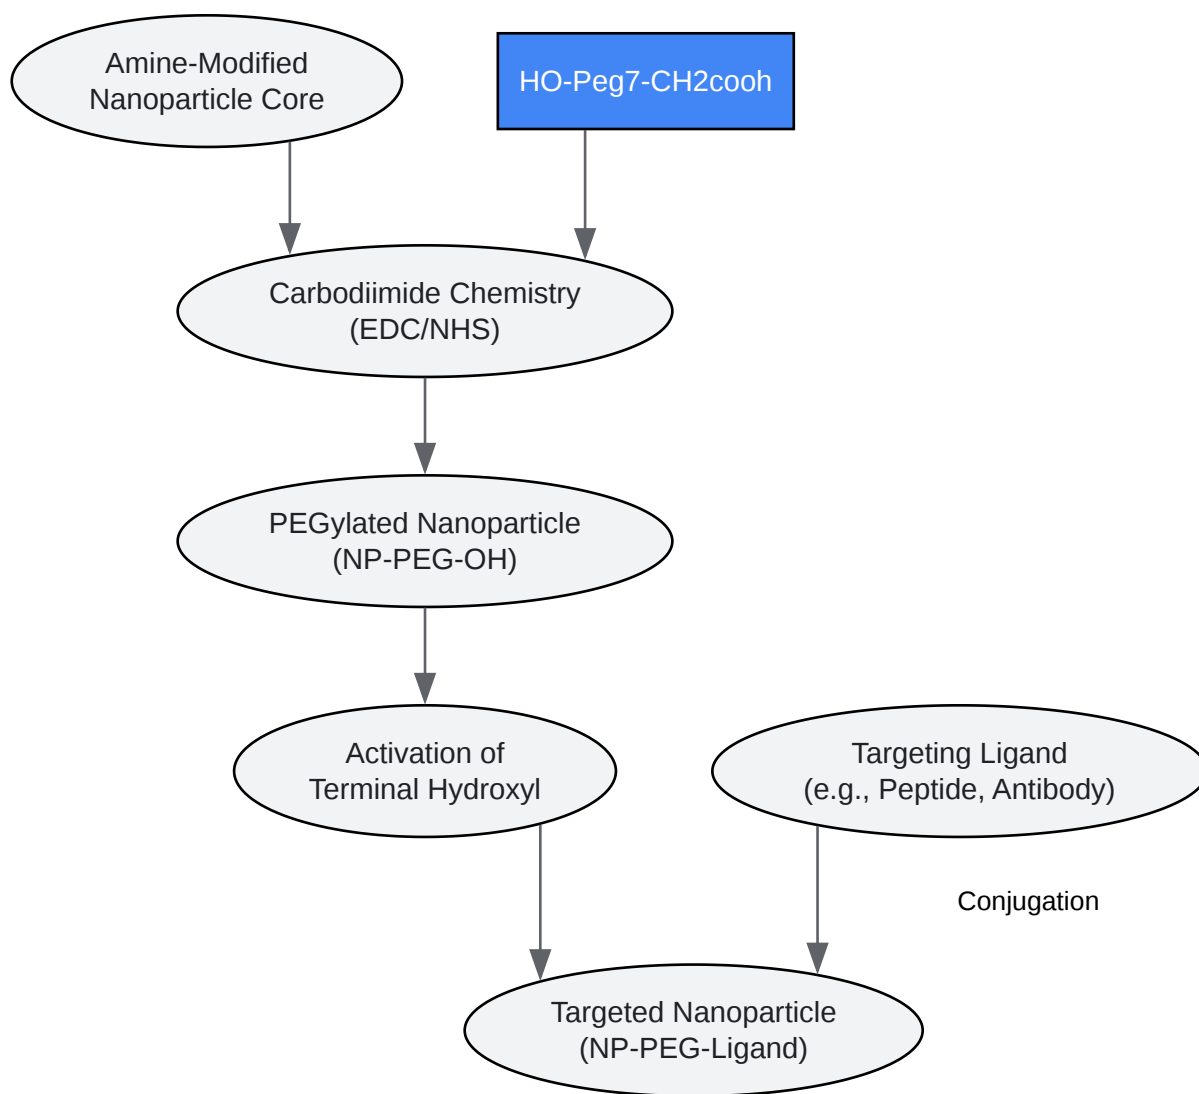 Amine-Modified
Nanoparticle Core
HO-Peg7-CH2cooh
Carbodiimide Chemistry
(EDC/NHS)
PEGylated Nanoparticle
(NP-PEG-OH)
Activation of
Terminal Hydroxyl
Targeting Ligand
(e.g., Peptide, Antibody)
Conjugation
Targeted Nanoparticle
(NP-PEG-Ligand)